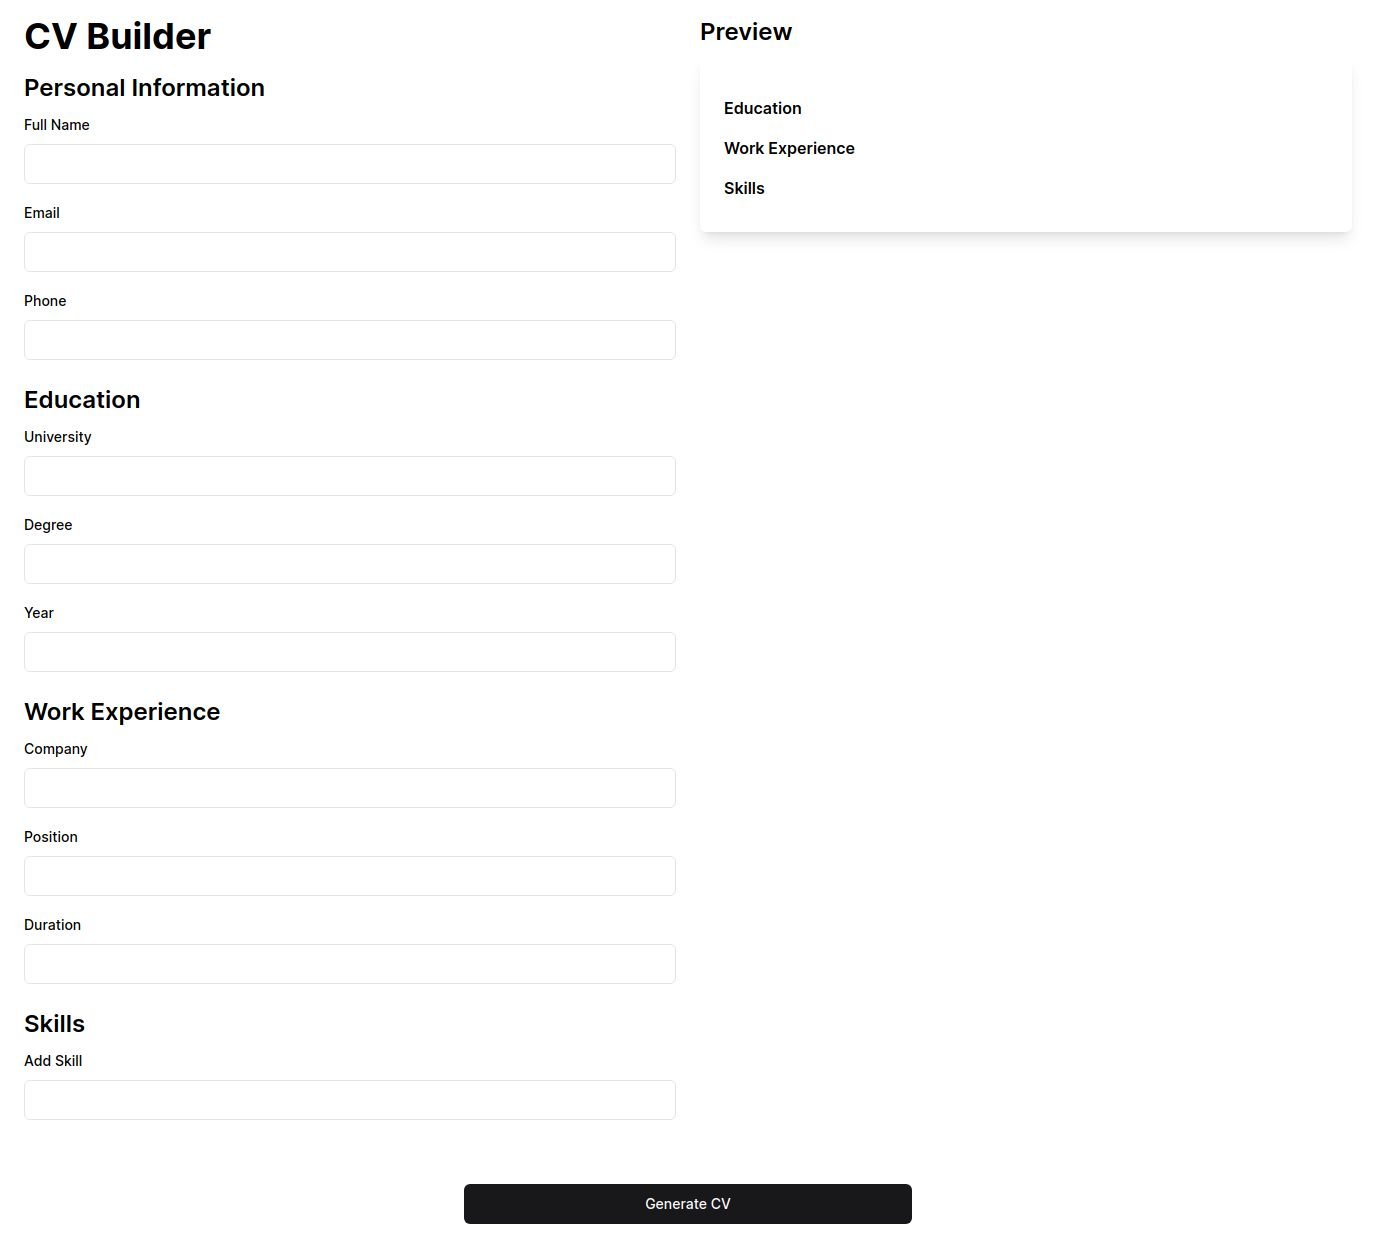 CV Builder
Personal Information
Full Name
Email
Phone
Education
University
Degree
Year
Work Experience
Company
Position
Duration
Skills
Add Skill
Preview
Education
Work Experience
Skills
Generate CV